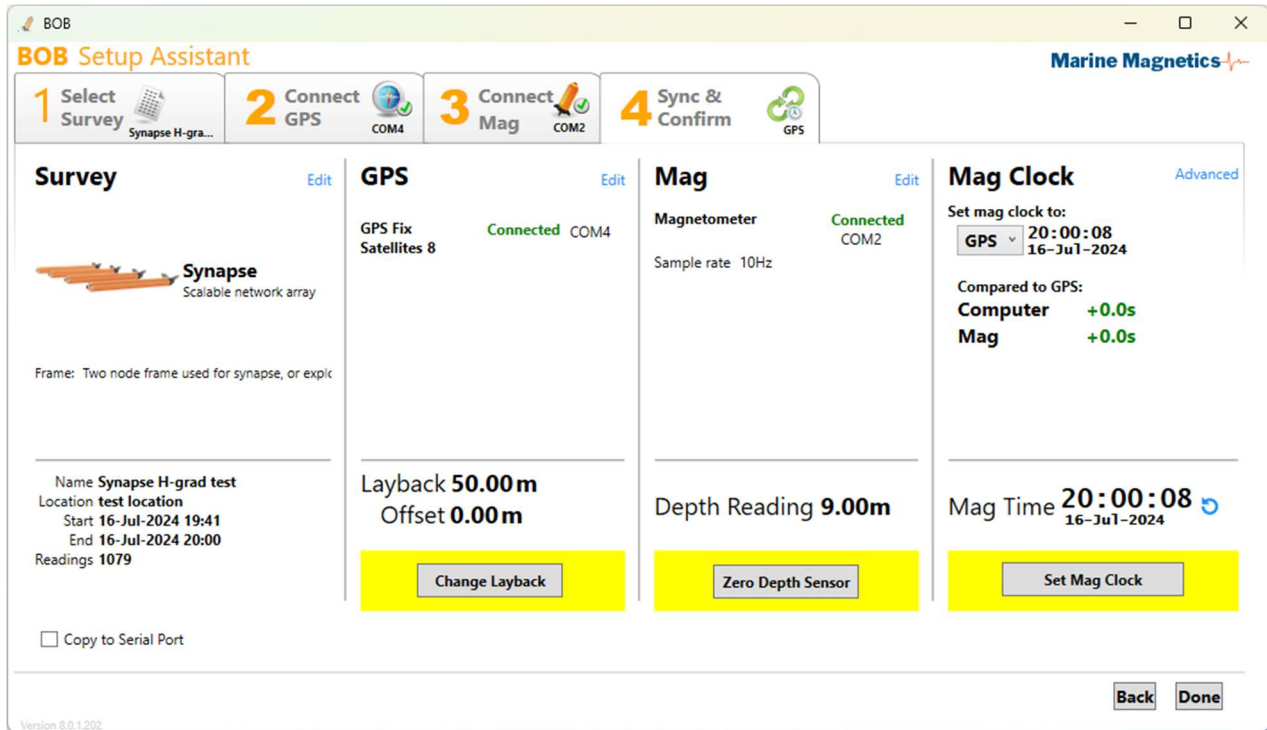 BOB
BOB Setup Assistant
Marine Magnetics
1 Select Survey Synapse H-gra...
2 Connect GPS COM4
3 Connect Mag COM2
4 Sync & Confirm GPS
Survey Edit
Synapse
Scalable network array
Frame: Two node frame used for synapse, or explo
Name Synapse H-grad test
Location test location
Start 16-Jul-2024 19:41
End 16-Jul-2024 20:00
Readings 1079
GPS Edit
GPS Fix Connected COM4
Satellites 8
Layback 50.00m
Offset 0.00m
Change Layback
Mag Edit
Magnetometer Connected
COM2
Sample rate 10Hz
Depth Reading 9.00m
Zero Depth Sensor
Mag Clock Advanced
Set mag clock to:
GPS 20:00:08
16-Jul-2024
Compared to GPS:
Computer +0.0s
Mag +0.0s
Mag Time 20:00:08
16-Jul-2024
Set Mag Clock
Copy to Serial Port
Back Done
Version 8.0.1.202